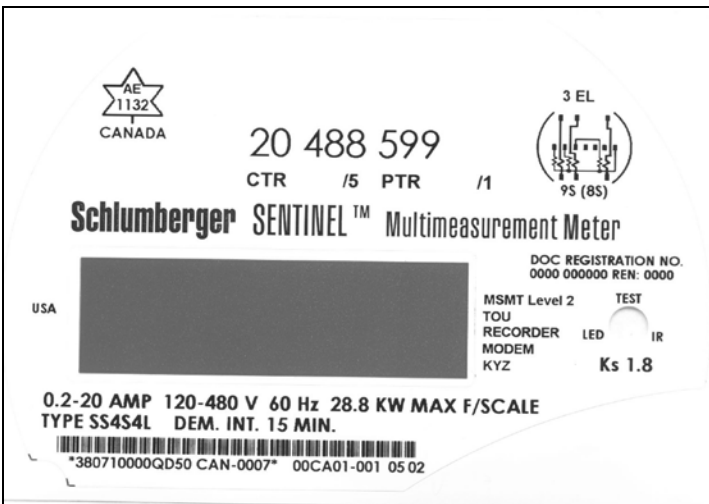 AE
1132
CANADA
3 EL
20 488 599
CTR /5 PTR /1
9S (8S)
Schlumberger SENTINEL™ Multimeasurement Meter
DOC REGISTRATION NO.
0000 000000 REN: 0000
USA
MSMT Level 2
TOU
RECORDER
MODEM
KYZ
TEST
LED IR
Ks 1.8
0.2-20 AMP 120-480 V 60 Hz 28.8 KW MAX F/SCALE
TYPE SS4S4L DEM. INT. 15 MIN.
*380710000QD50 CAN-0007* 00CA01-001 05 02